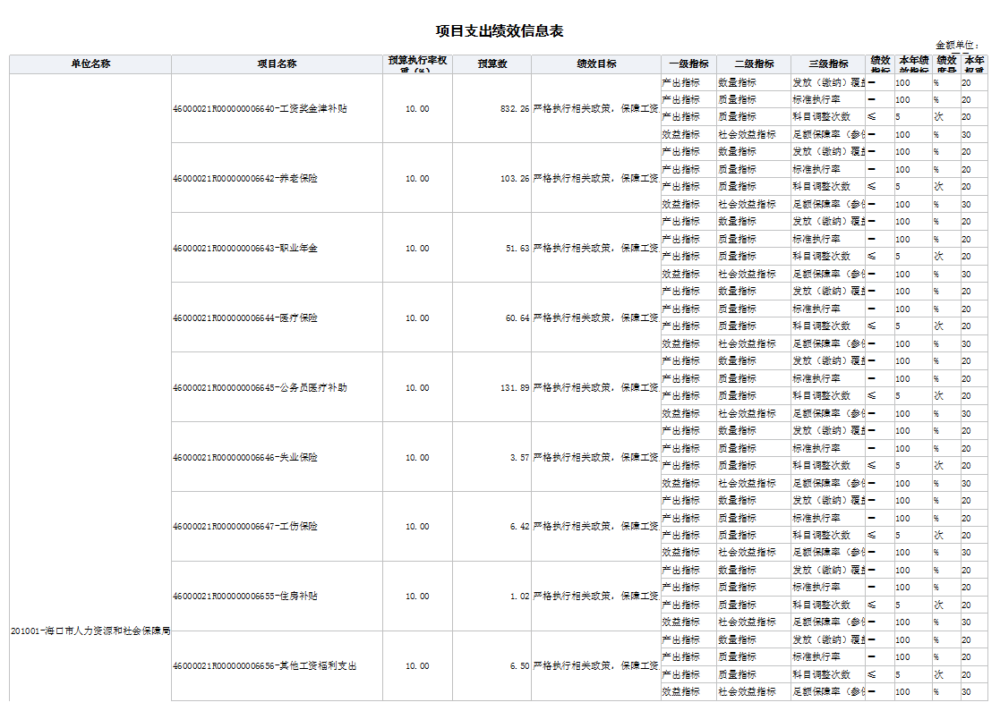 项目支出绩效信息表
金额单位：
单位名称 项目名称 预算执行率权重（%） 预算数 绩效目标 一级指标 二级指标 三级指标 绩效指标 本年绩效指标 绩效度量 本年权重
产出指标 数量指标 发放（缴纳）覆盖 — 100 % 20
产出指标 质量指标 标准执行率 — 100 % 20
46000021R000000006640-工资奖金津补贴 10.00 832.26 严格执行相关政策，保障工资
产出指标 质量指标 科目调整次数 ≤ 5 次 20
效益指标 社会效益指标 足额保障率（参保 — 100 % 30
产出指标 数量指标 发放（缴纳）覆盖 — 100 % 20
产出指标 质量指标 标准执行率 — 100 % 20
46000021R000000006642-养老保险 10.00 103.26 严格执行相关政策，保障工资
产出指标 质量指标 科目调整次数 ≤ 5 次 20
效益指标 社会效益指标 足额保障率（参保 — 100 % 30
产出指标 数量指标 发放（缴纳）覆盖 — 100 % 20
产出指标 质量指标 标准执行率 — 100 % 20
46000021R000000006643-职业年金 10.00 51.63 严格执行相关政策，保障工资
产出指标 质量指标 科目调整次数 ≤ 5 次 20
效益指标 社会效益指标 足额保障率（参保 — 100 % 30
产出指标 数量指标 发放（缴纳）覆盖 — 100 % 20
产出指标 质量指标 标准执行率 — 100 % 20
46000021R000000006644-医疗保险 10.00 60.64 严格执行相关政策，保障工资
产出指标 质量指标 科目调整次数 ≤ 5 次 20
效益指标 社会效益指标 足额保障率（参保 — 100 % 30
产出指标 数量指标 发放（缴纳）覆盖 — 100 % 20
产出指标 质量指标 标准执行率 — 100 % 20
46000021R000000006645-公务员医疗补助 10.00 131.89 严格执行相关政策，保障工资
产出指标 质量指标 科目调整次数 ≤ 5 次 20
效益指标 社会效益指标 足额保障率（参保 — 100 % 30
产出指标 数量指标 发放（缴纳）覆盖 — 100 % 20
产出指标 质量指标 标准执行率 — 100 % 20
46000021R000000006646-失业保险 10.00 3.57 严格执行相关政策，保障工资
产出指标 质量指标 科目调整次数 ≤ 5 次 20
效益指标 社会效益指标 足额保障率（参保 — 100 % 30
产出指标 数量指标 发放（缴纳）覆盖 — 100 % 20
产出指标 质量指标 标准执行率 — 100 % 20
46000021R000000006647-工伤保险 10.00 6.42 严格执行相关政策，保障工资
产出指标 质量指标 科目调整次数 ≤ 5 次 20
效益指标 社会效益指标 足额保障率（参保 — 100 % 30
产出指标 数量指标 发放（缴纳）覆盖 — 100 % 20
产出指标 质量指标 标准执行率 — 100 % 20
46000021R000000006655-住房补贴 10.00 1.02 严格执行相关政策，保障工资
产出指标 质量指标 科目调整次数 ≤ 5 次 20
效益指标 社会效益指标 足额保障率（参保 — 100 % 30
201001-海口市人力资源和社会保障局
产出指标 数量指标 发放（缴纳）覆盖 — 100 % 20
产出指标 质量指标 标准执行率 — 100 % 20
46000021R000000006656-其他工资福利支出 10.00 6.50 严格执行相关政策，保障工资
产出指标 质量指标 科目调整次数 ≤ 5 次 20
效益指标 社会效益指标 足额保障率（参保 — 100 % 30